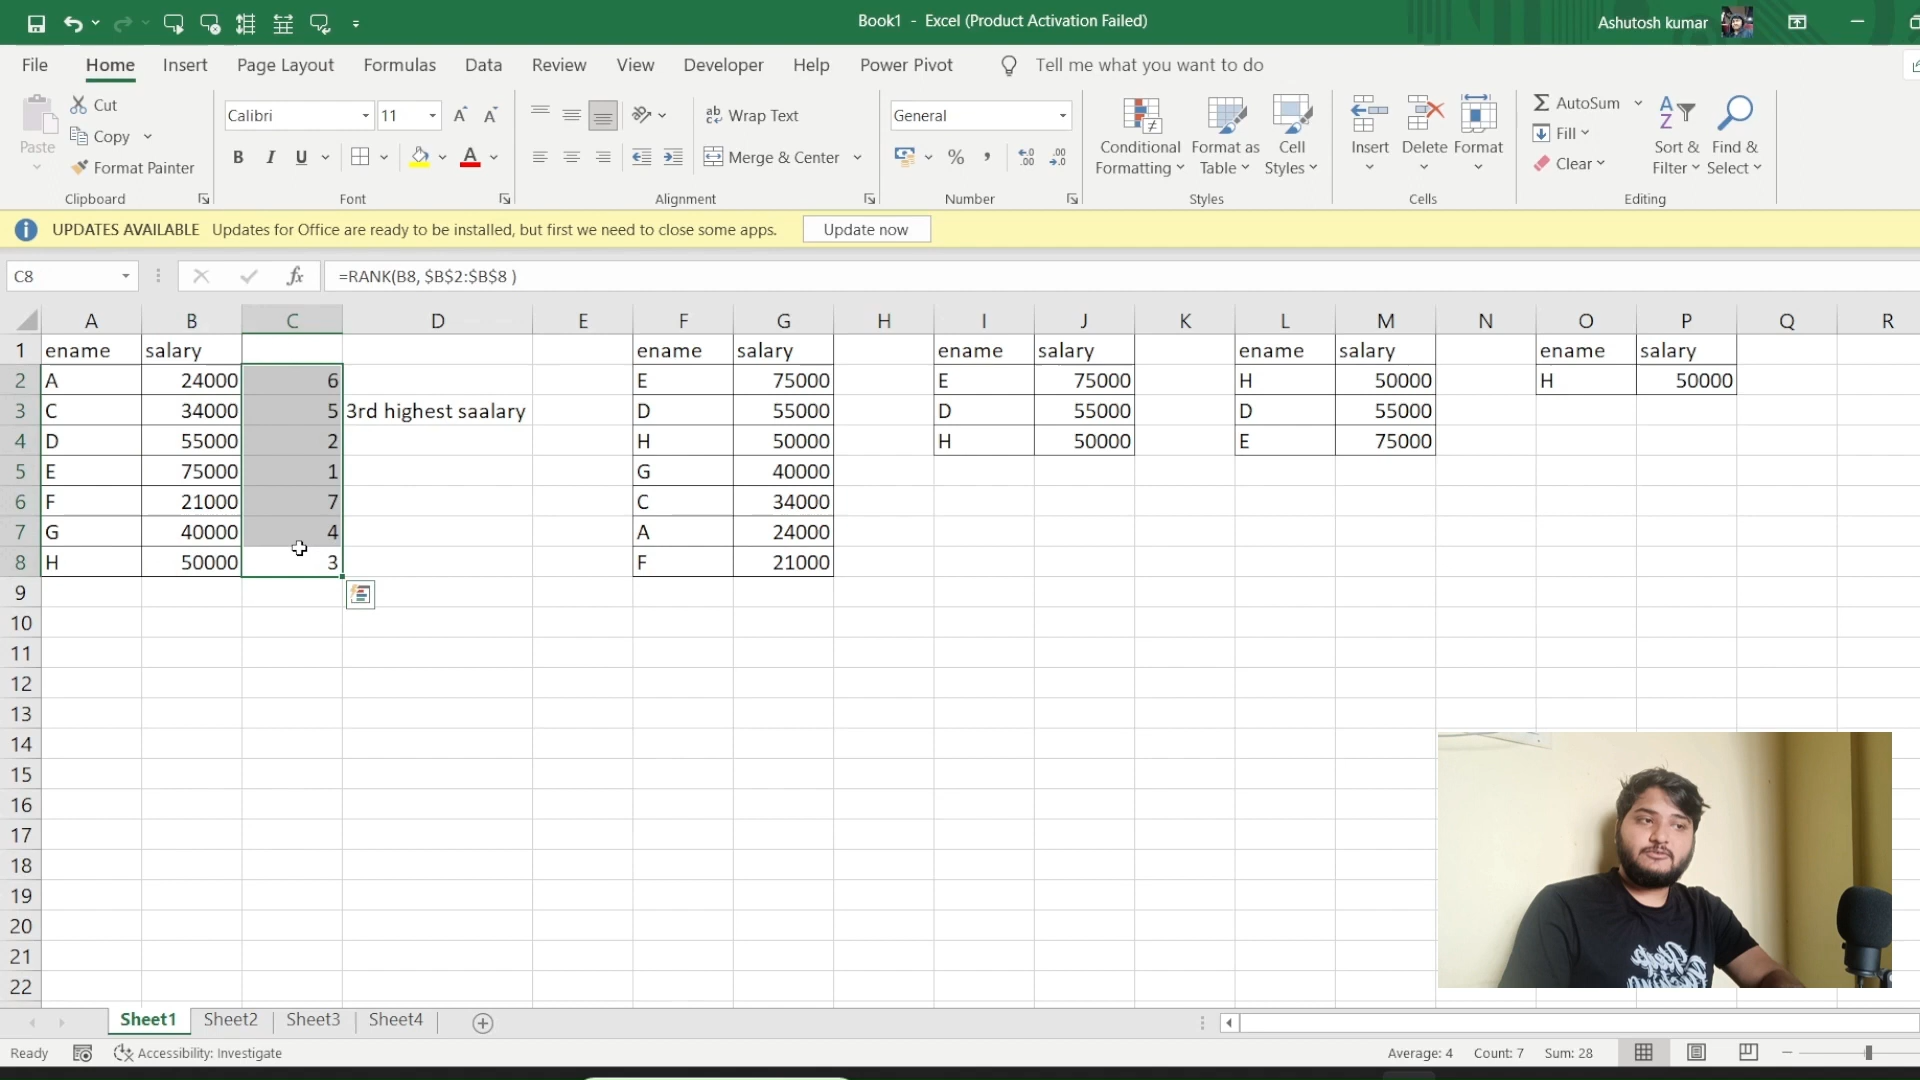 Book1 - Excel (Product Activation Failed)
Ashutosh kumar
File Home Insert Page Layout Formulas Data Review View Developer Help Power Pivot Tell me what you want to do
Paste
Cut
Copy
Format Painter
Clipboard
Calibri 11
B I U
Font
Wrap Text
Merge & Center
Alignment
General
Number
Conditional Formatting
Format as Table
Cell Styles
Styles
Insert Delete Format
Cells
AutoSum
Fill
Clear
Sort & Filter
Find & Select
Editing
UPDATES AVAILABLE Updates for Office are ready to be installed, but first we need to close some apps. Update now
C8 fx =RANK(B8, $B$2:$B$8 )
A B C D E F G H I J K L M N O P Q R
1 ename salary ename salary ename salary ename salary ename salary
2 A 24000 6 E 75000 E 75000 H 50000 H 50000
3 C 34000 5 3rd highest saalary D 55000 D 55000 D 55000
4 D 55000 2 H 50000 H 50000 E 75000
5 E 75000 1 G 40000
6 F 21000 7 C 34000
7 G 40000 4 A 24000
8 H 50000 3 F 21000
9
10
11
12
13
14
15
16
17
18
19
20
21
22
Sheet1 Sheet2 Sheet3 Sheet4
Ready Accessibility: Investigate Average: 4 Count: 7 Sum: 28